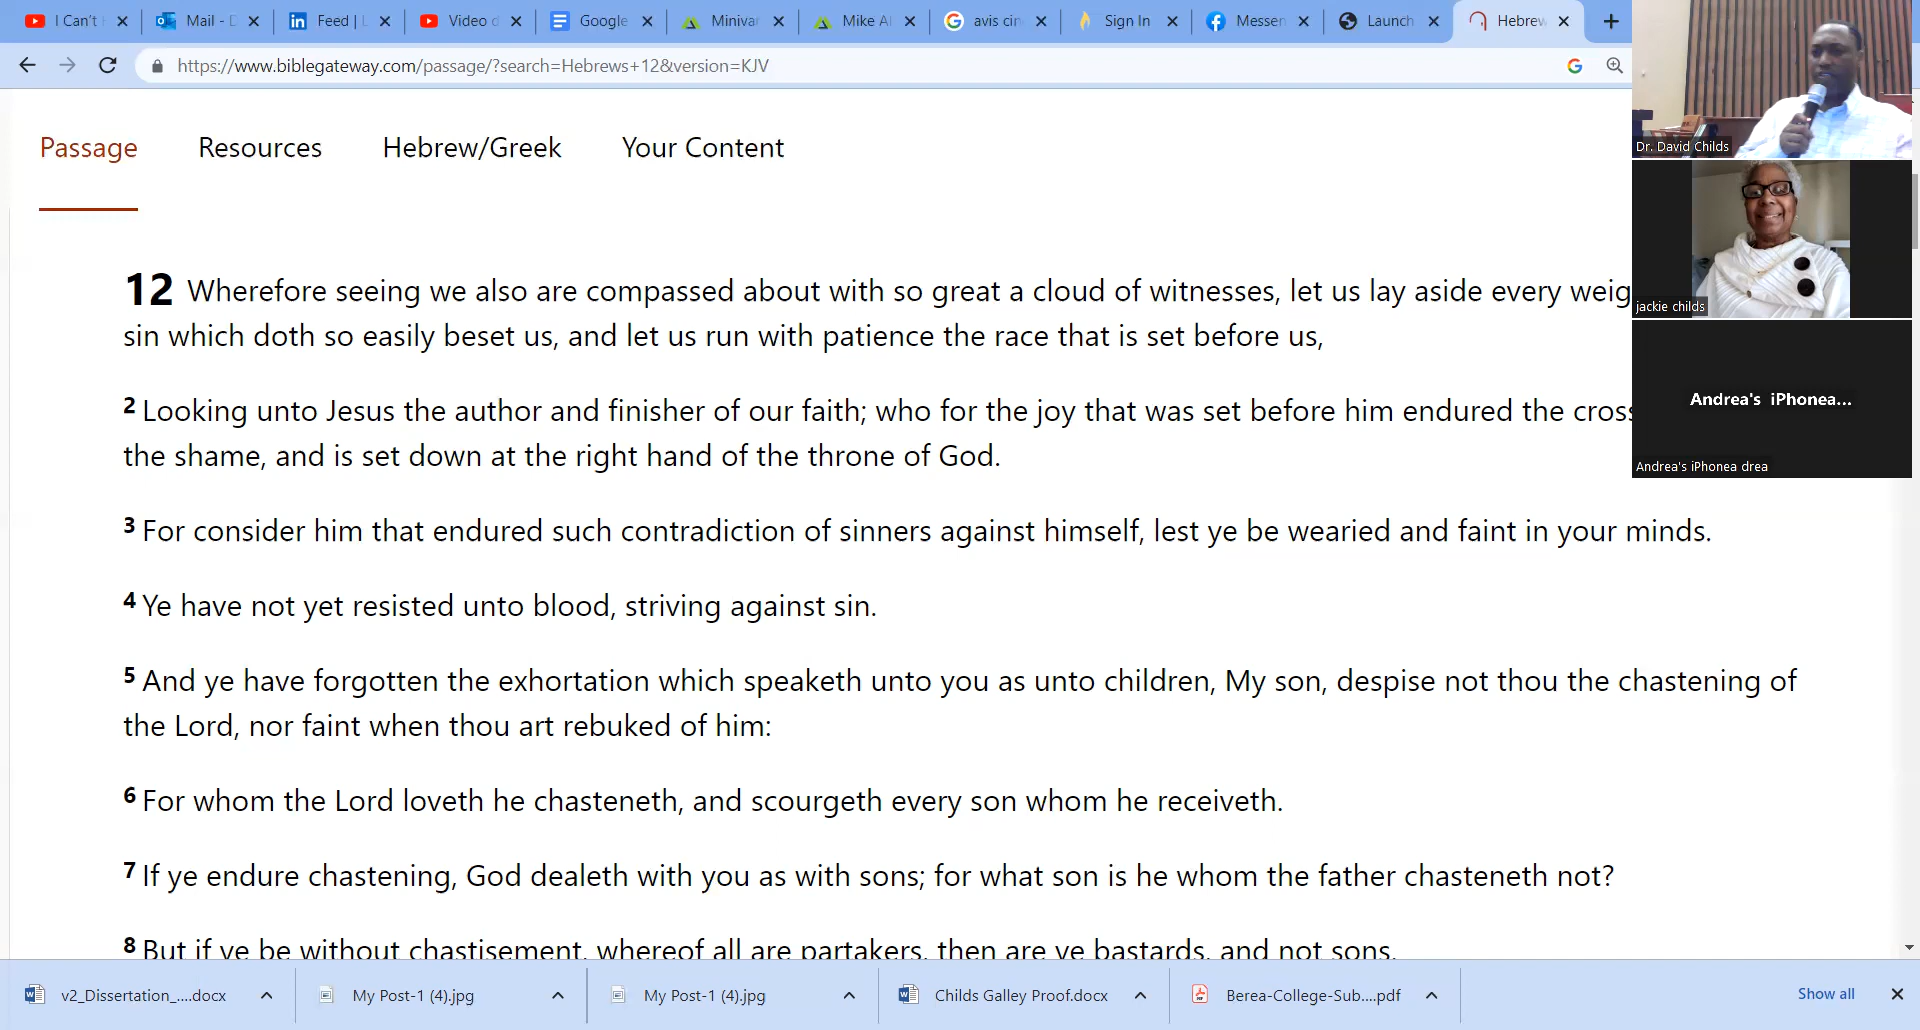 I Can't
Mail - D
Feed | L
Video d
Google
Minivan
Mike Al
avis cin
Sign In
Messen
Launch
Hebrew
https://www.biblegateway.com/passage/?search=Hebrews+12&version=KJV
Passage
Resources
Hebrew/Greek
Your Content
12 Wherefore seeing we also are compassed about with so great a cloud of witnesses, let us lay aside every weig
sin which doth so easily beset us, and let us run with patience the race that is set before us,
2 Looking unto Jesus the author and finisher of our faith; who for the joy that was set before him endured the cross
the shame, and is set down at the right hand of the throne of God.
3 For consider him that endured such contradiction of sinners against himself, lest ye be wearied and faint in your minds.
4 Ye have not yet resisted unto blood, striving against sin.
5 And ye have forgotten the exhortation which speaketh unto you as unto children, My son, despise not thou the chastening of
the Lord, nor faint when thou art rebuked of him:
6 For whom the Lord loveth he chasteneth, and scourgeth every son whom he receiveth.
7 If ye endure chastening, God dealeth with you as with sons; for what son is he whom the father chasteneth not?
8 But if ye be without chastisement, whereof all are partakers, then are ye bastards, and not sons.
Dr. David Childs
jackie childs
Andrea's iPhonea...
Andrea's iPhonea drea
v2_Dissertation_....docx
My Post-1 (4).jpg
My Post-1 (4).jpg
Childs Galley Proof.docx
Berea-College-Sub....pdf
Show all